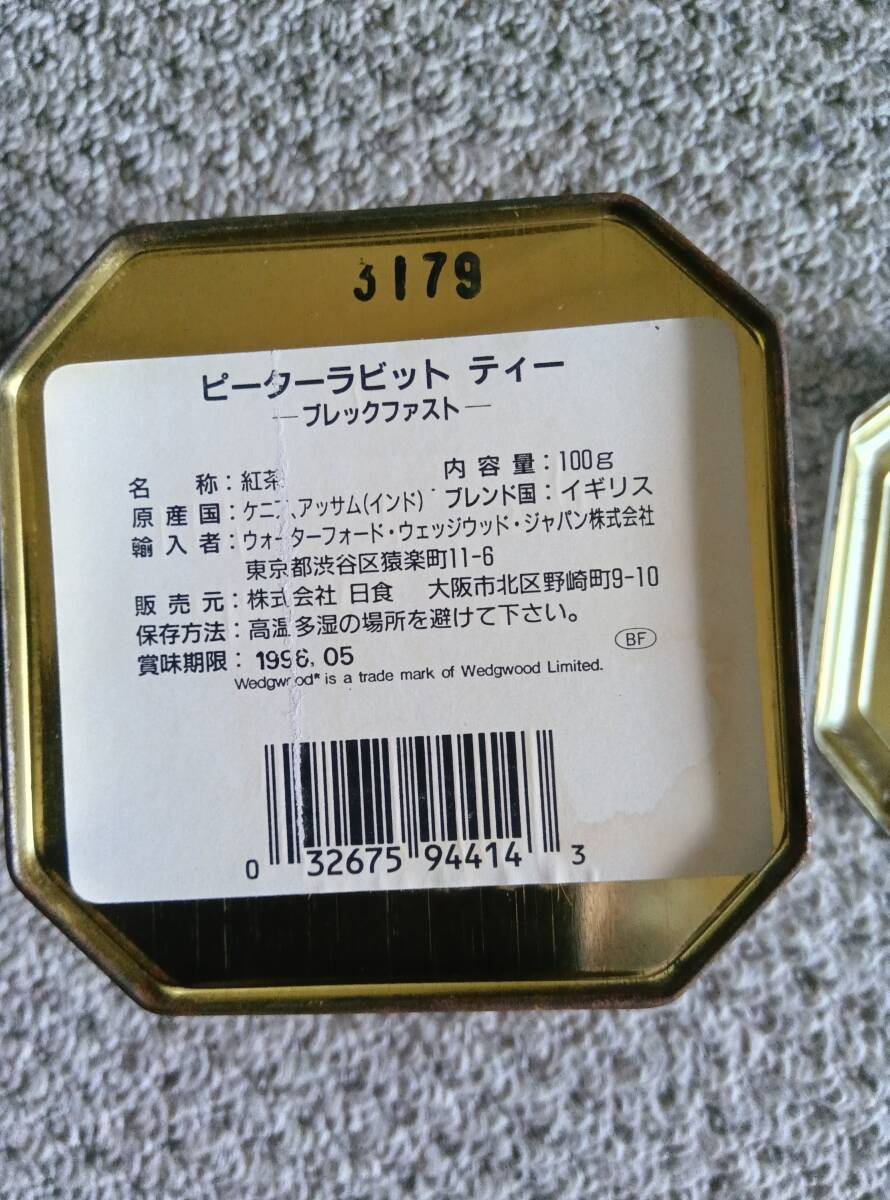 3179
ピーターラビット ティー
—ブレックファスト—
名　　称：紅茶　内 容 量：100g
原 産 国：ケニア、アッサム(インド)　ブレンド国：イギリス
輸 入 者：ウォーターフォード・ウェッジウッド・ジャパン株式会社
東京都渋谷区猿楽町11-6
販 売 元：株式会社 日食　大阪市北区野崎町9-10
保存方法：高温多湿の場所を避けて下さい。
賞味期限：1996.05
BF
Wedgwood® is a trade mark of Wedgwood Limited.
0 32675 94414 3